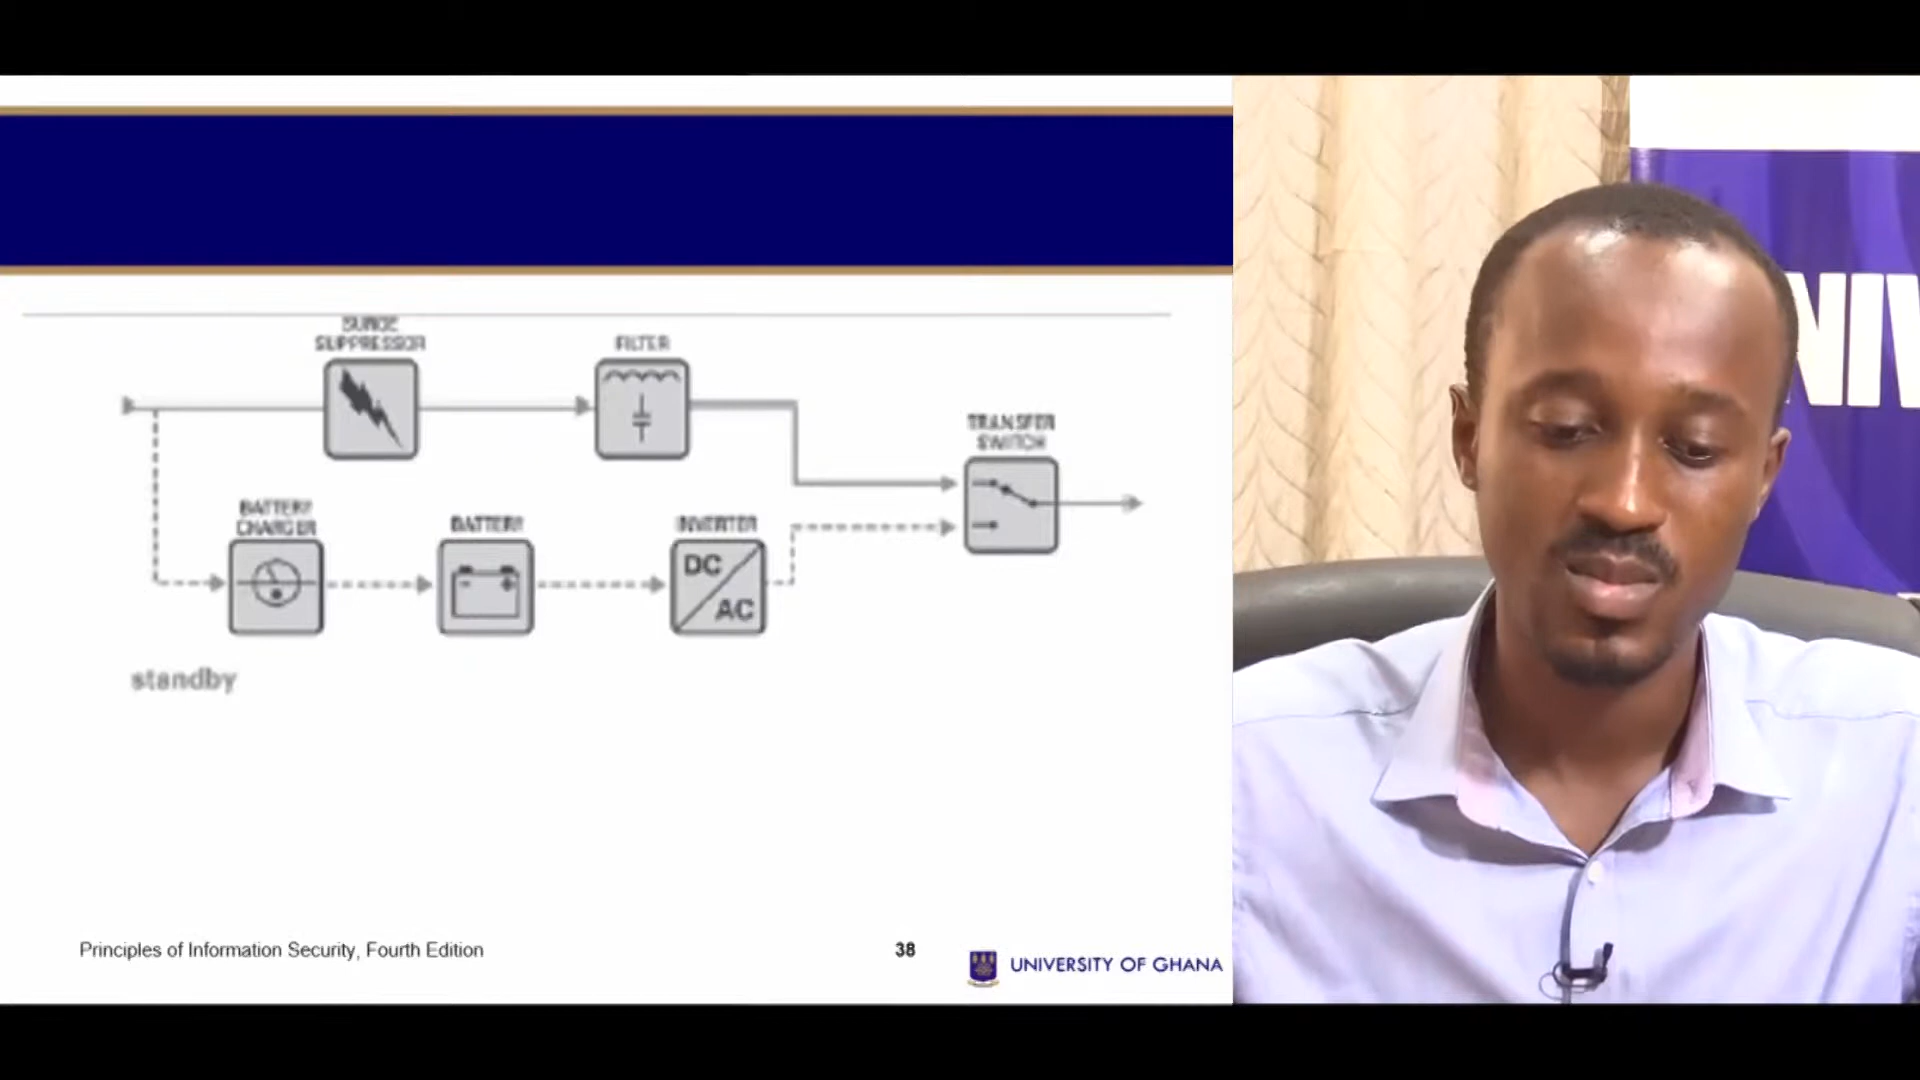 SURGE
SUPPRESSOR
FILTER
TRANSFER
SWITCH
BATTERY
CHARGER
BATTERY
INVERTER
DC
AC
standby
Principles of Information Security, Fourth Edition
38
UNIVERSITY OF GHANA
NIV